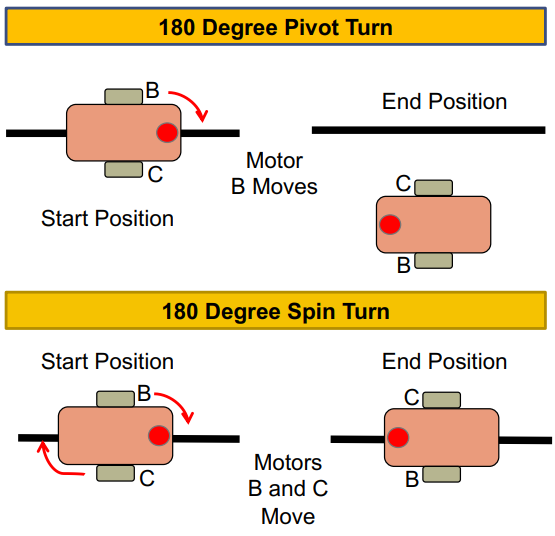 180 Degree Pivot Turn
B
End Position
Motor
B Moves
C
C
Start Position
B
180 Degree Spin Turn
Start Position
End Position
B
C
Motors
B and C
Move
C
B